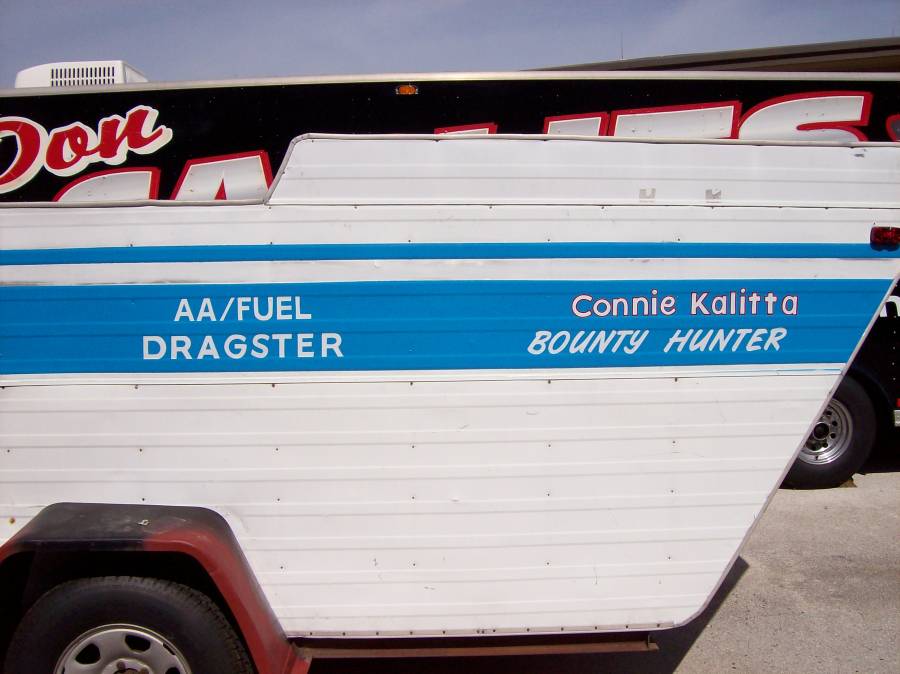 Don
AA/FUEL
DRAGSTER
Connie Kalitta
BOUNTY HUNTER